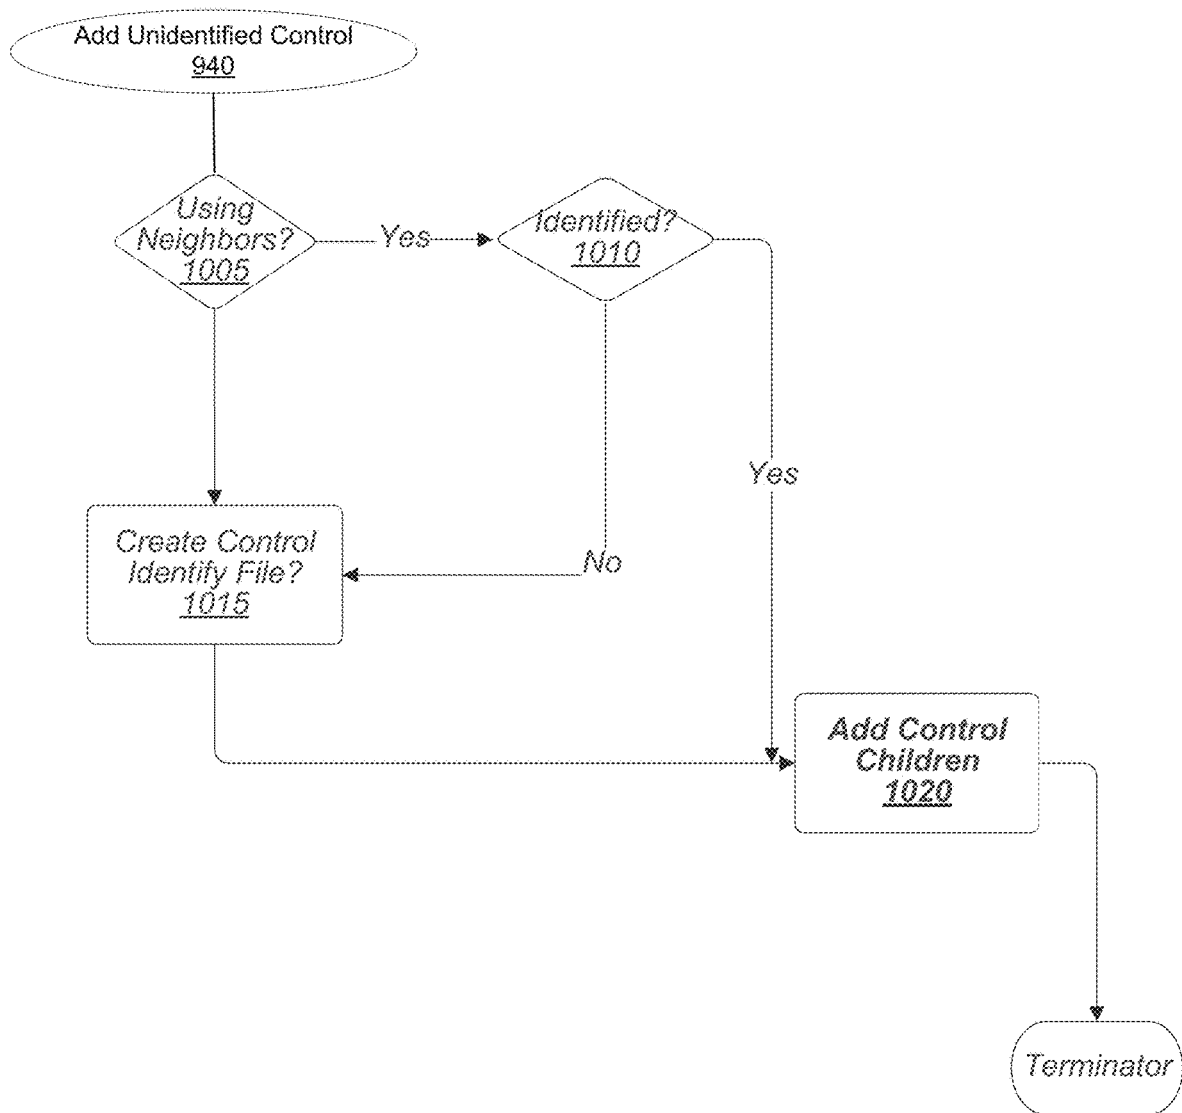 Add Unidentified Control
940
Using
Neighbors?
1005
Yes
Identified?
1010
Yes
Create Control
Identify File?
1015
No
Add Control
Children
1020
Terminator